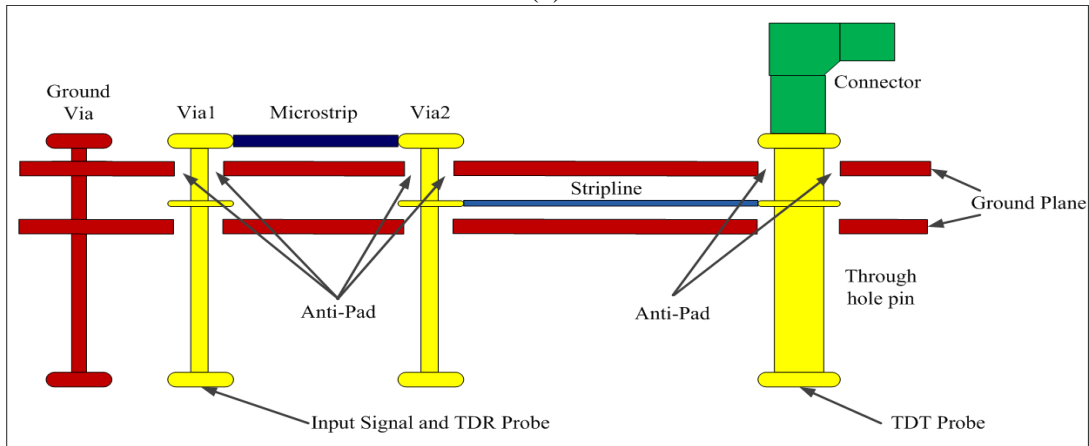 Connector
Ground
Via
Via1
Microstrip
Via2
Stripline
Ground Plane
Anti-Pad
Anti-Pad
Through
hole pin
Input Signal and TDR Probe
TDT Probe